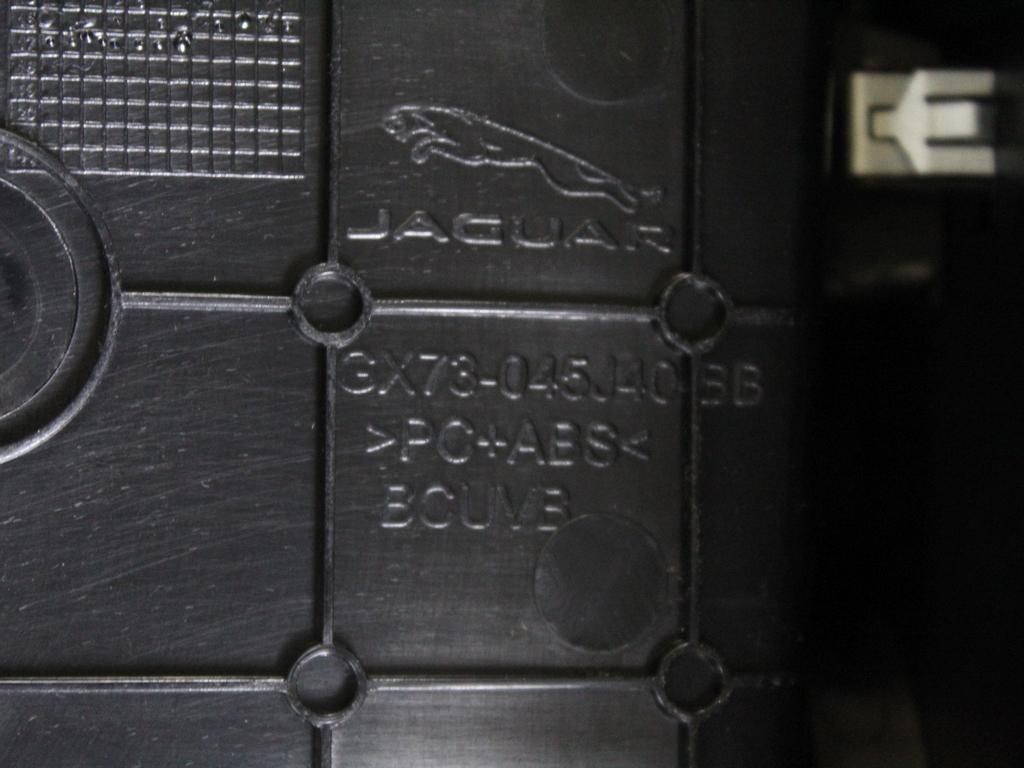 JAGUAR
GX73-045J40-BB
>PC+ABS<
BCUVB